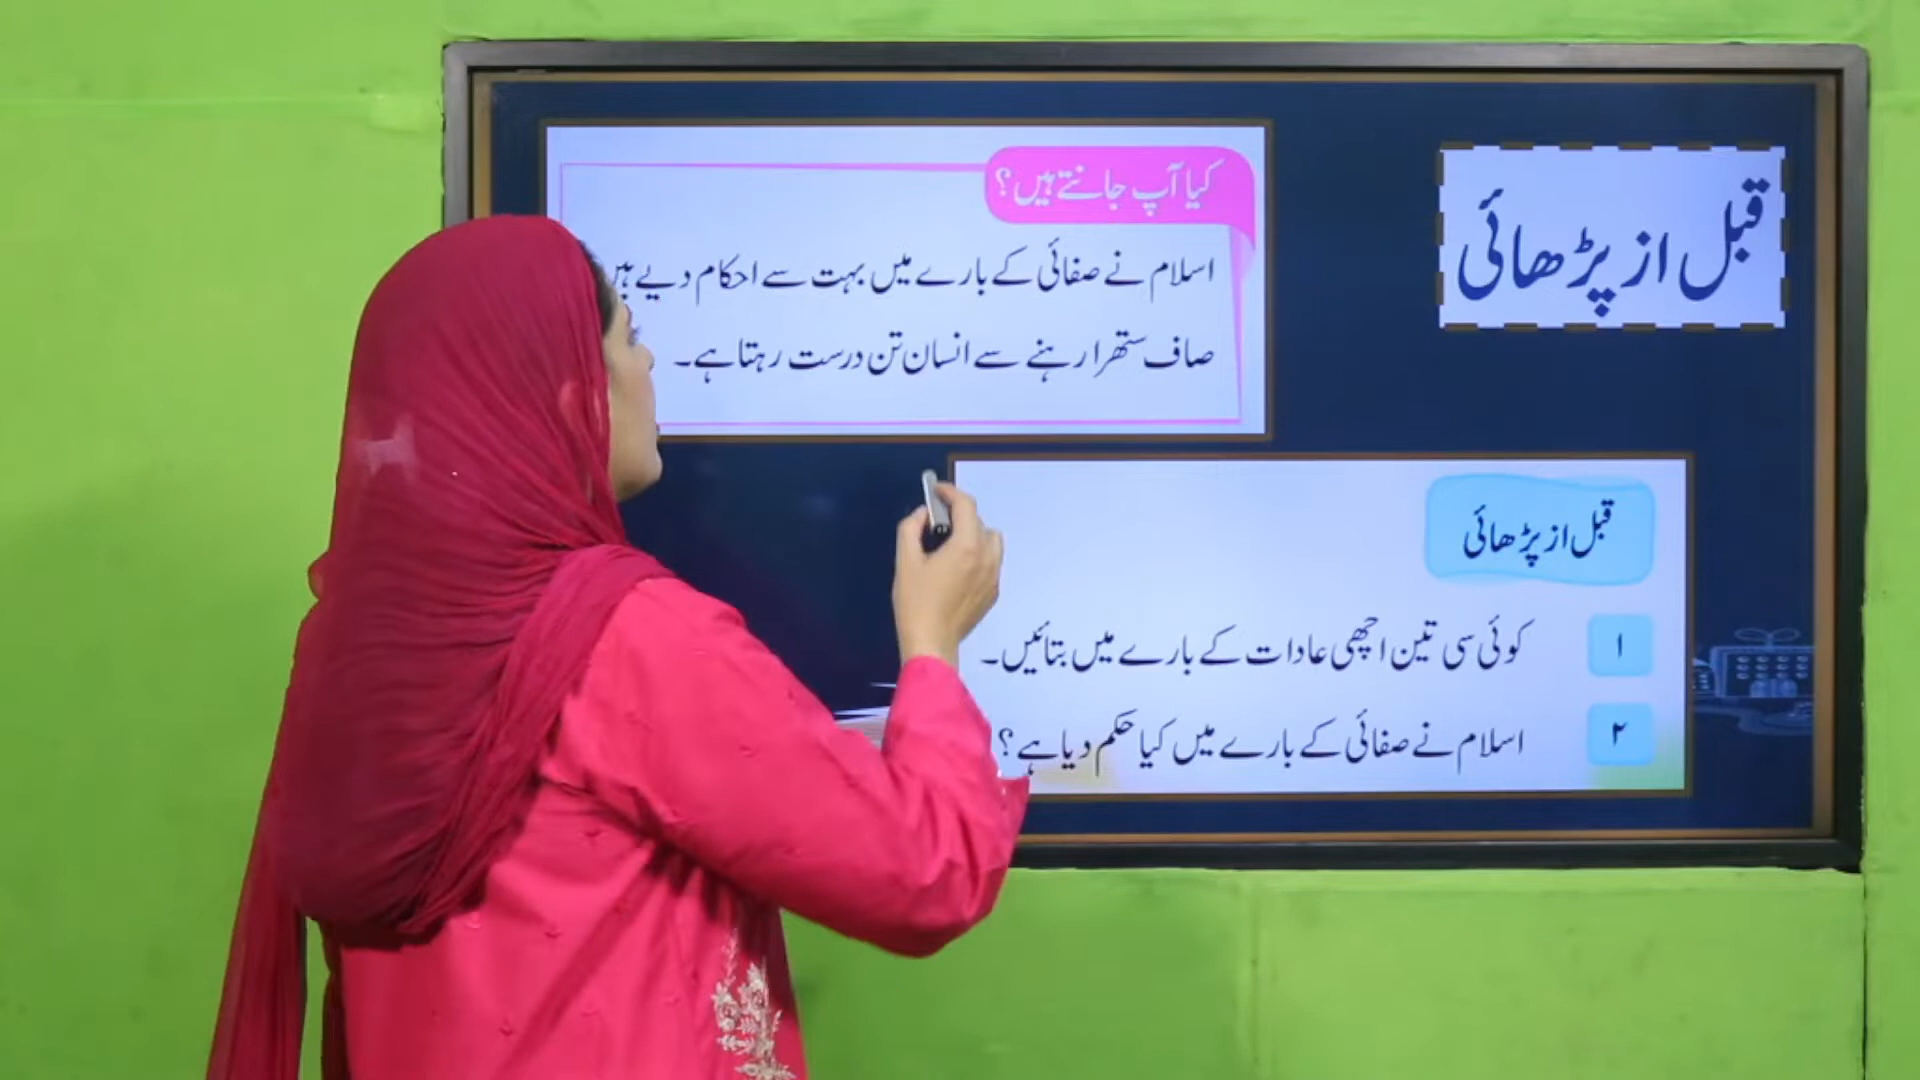 قبل از پڑھائی
کیا آپ جانتے ہیں؟
اسلام نے صفائی کے بارے میں بہت سے احکام دیے ہیں
صاف ستھرا رہنے سے انسان تن درست رہتا ہے۔
قبل از پڑھائی
۱ کوئی سی تین اچھی عادات کے بارے میں بتائیں۔
۲ اسلام نے صفائی کے بارے میں کیا حکم دیا ہے؟